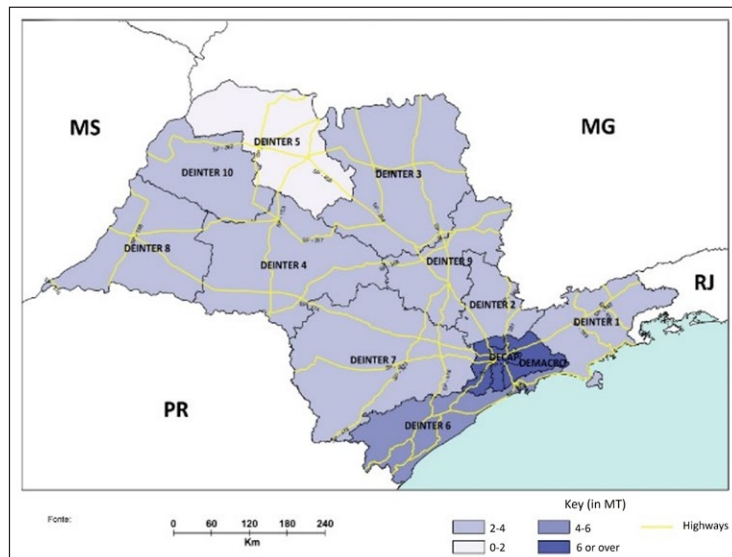 MS
MG
DEINTER 5
DEINTER 3
DEINTER 10
DEINTER 8
DEINTER 4
DEINTER 9
DEINTER 2
DEINTER 1
RJ
DECAP
DEMACRO
DEINTER 7
PR
DEINTER 6
Fonte:
0 60 120 180 240
Km
Key (in MT)
2-4
4-6
Highways
0-2
6 or over